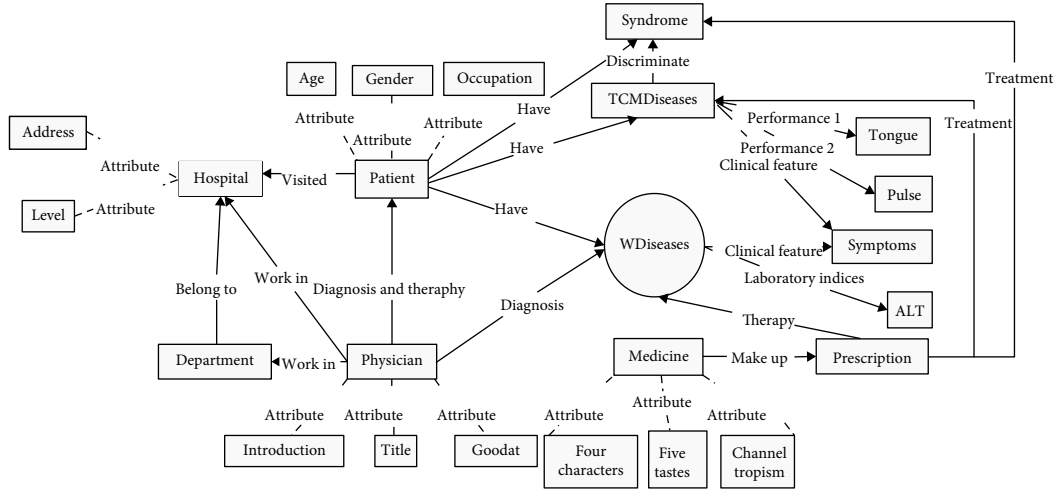 Syndrome
Discriminate
Treatment
Age
Gender
Occupation
TCMDiseases
Have
Attribute
Attribute
Attribute
Performance 1
Treatment
Tongue
Address
Have
Performance 2
Clinical feature
Attribute
Hospital
Visited
Patient
Pulse
Level
Attribute
Have
WDiseases
Clinical feature
Symptoms
Work in
Laboratory indices
Belong to
Diagnosis and theraphy
Diagnosis
ALT
Therapy
Department
Work in
Physician
Medicine
Make up
Prescription
Attribute
Attribute
Attribute
Attribute
Attribute
Attribute
Introduction
Title
Goodat
Four
characters
Five
tastes
Channel
tropism